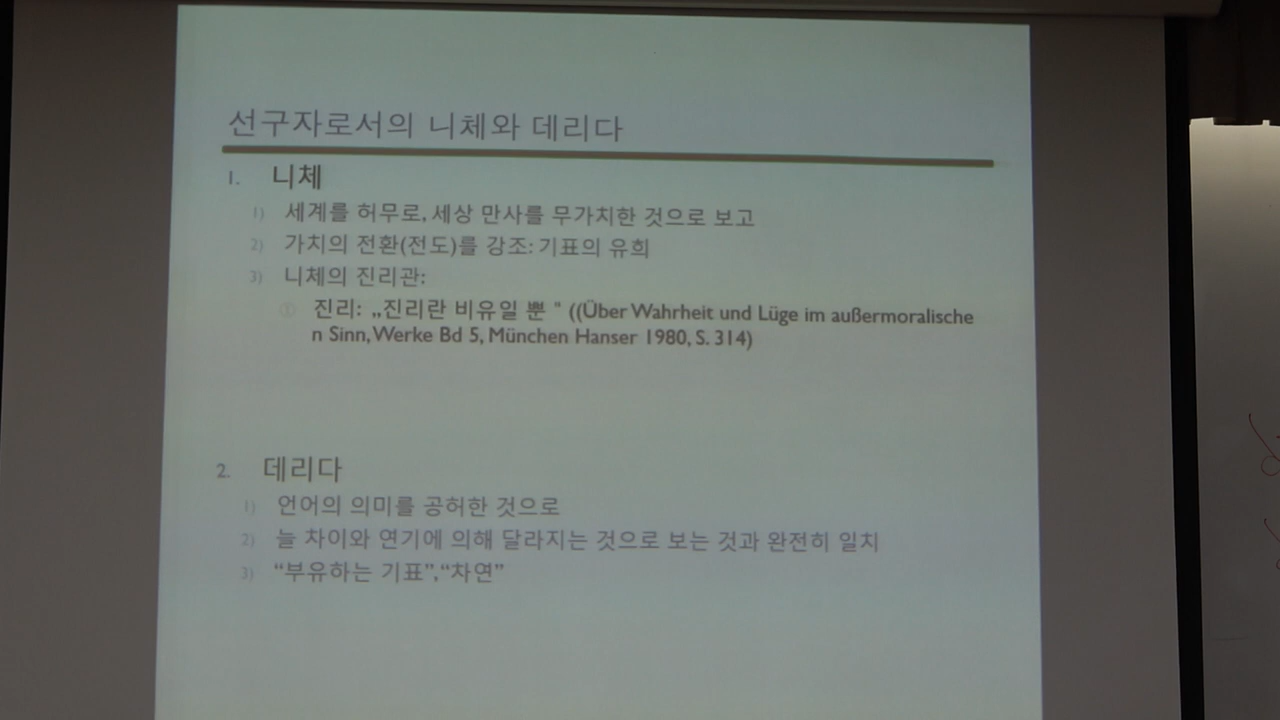 선구자로서의 니체와 데리다
1. 니체
1) 세계를 허무로, 세상 만사를 무가치한 것으로 보고
2) 가치의 전환(전도)를 강조: 기표의 유희
3) 니체의 진리관:
① 진리: „진리란 비유일 뿐 " ((Über Wahrheit und Lüge im außermoralische
n Sinn, Werke Bd 5, München Hanser 1980, S. 314)
2. 데리다
1) 언어의 의미를 공허한 것으로
2) 늘 차이와 연기에 의해 달라지는 것으로 보는 것과 완전히 일치
3) “부유하는 기표”, “차연”